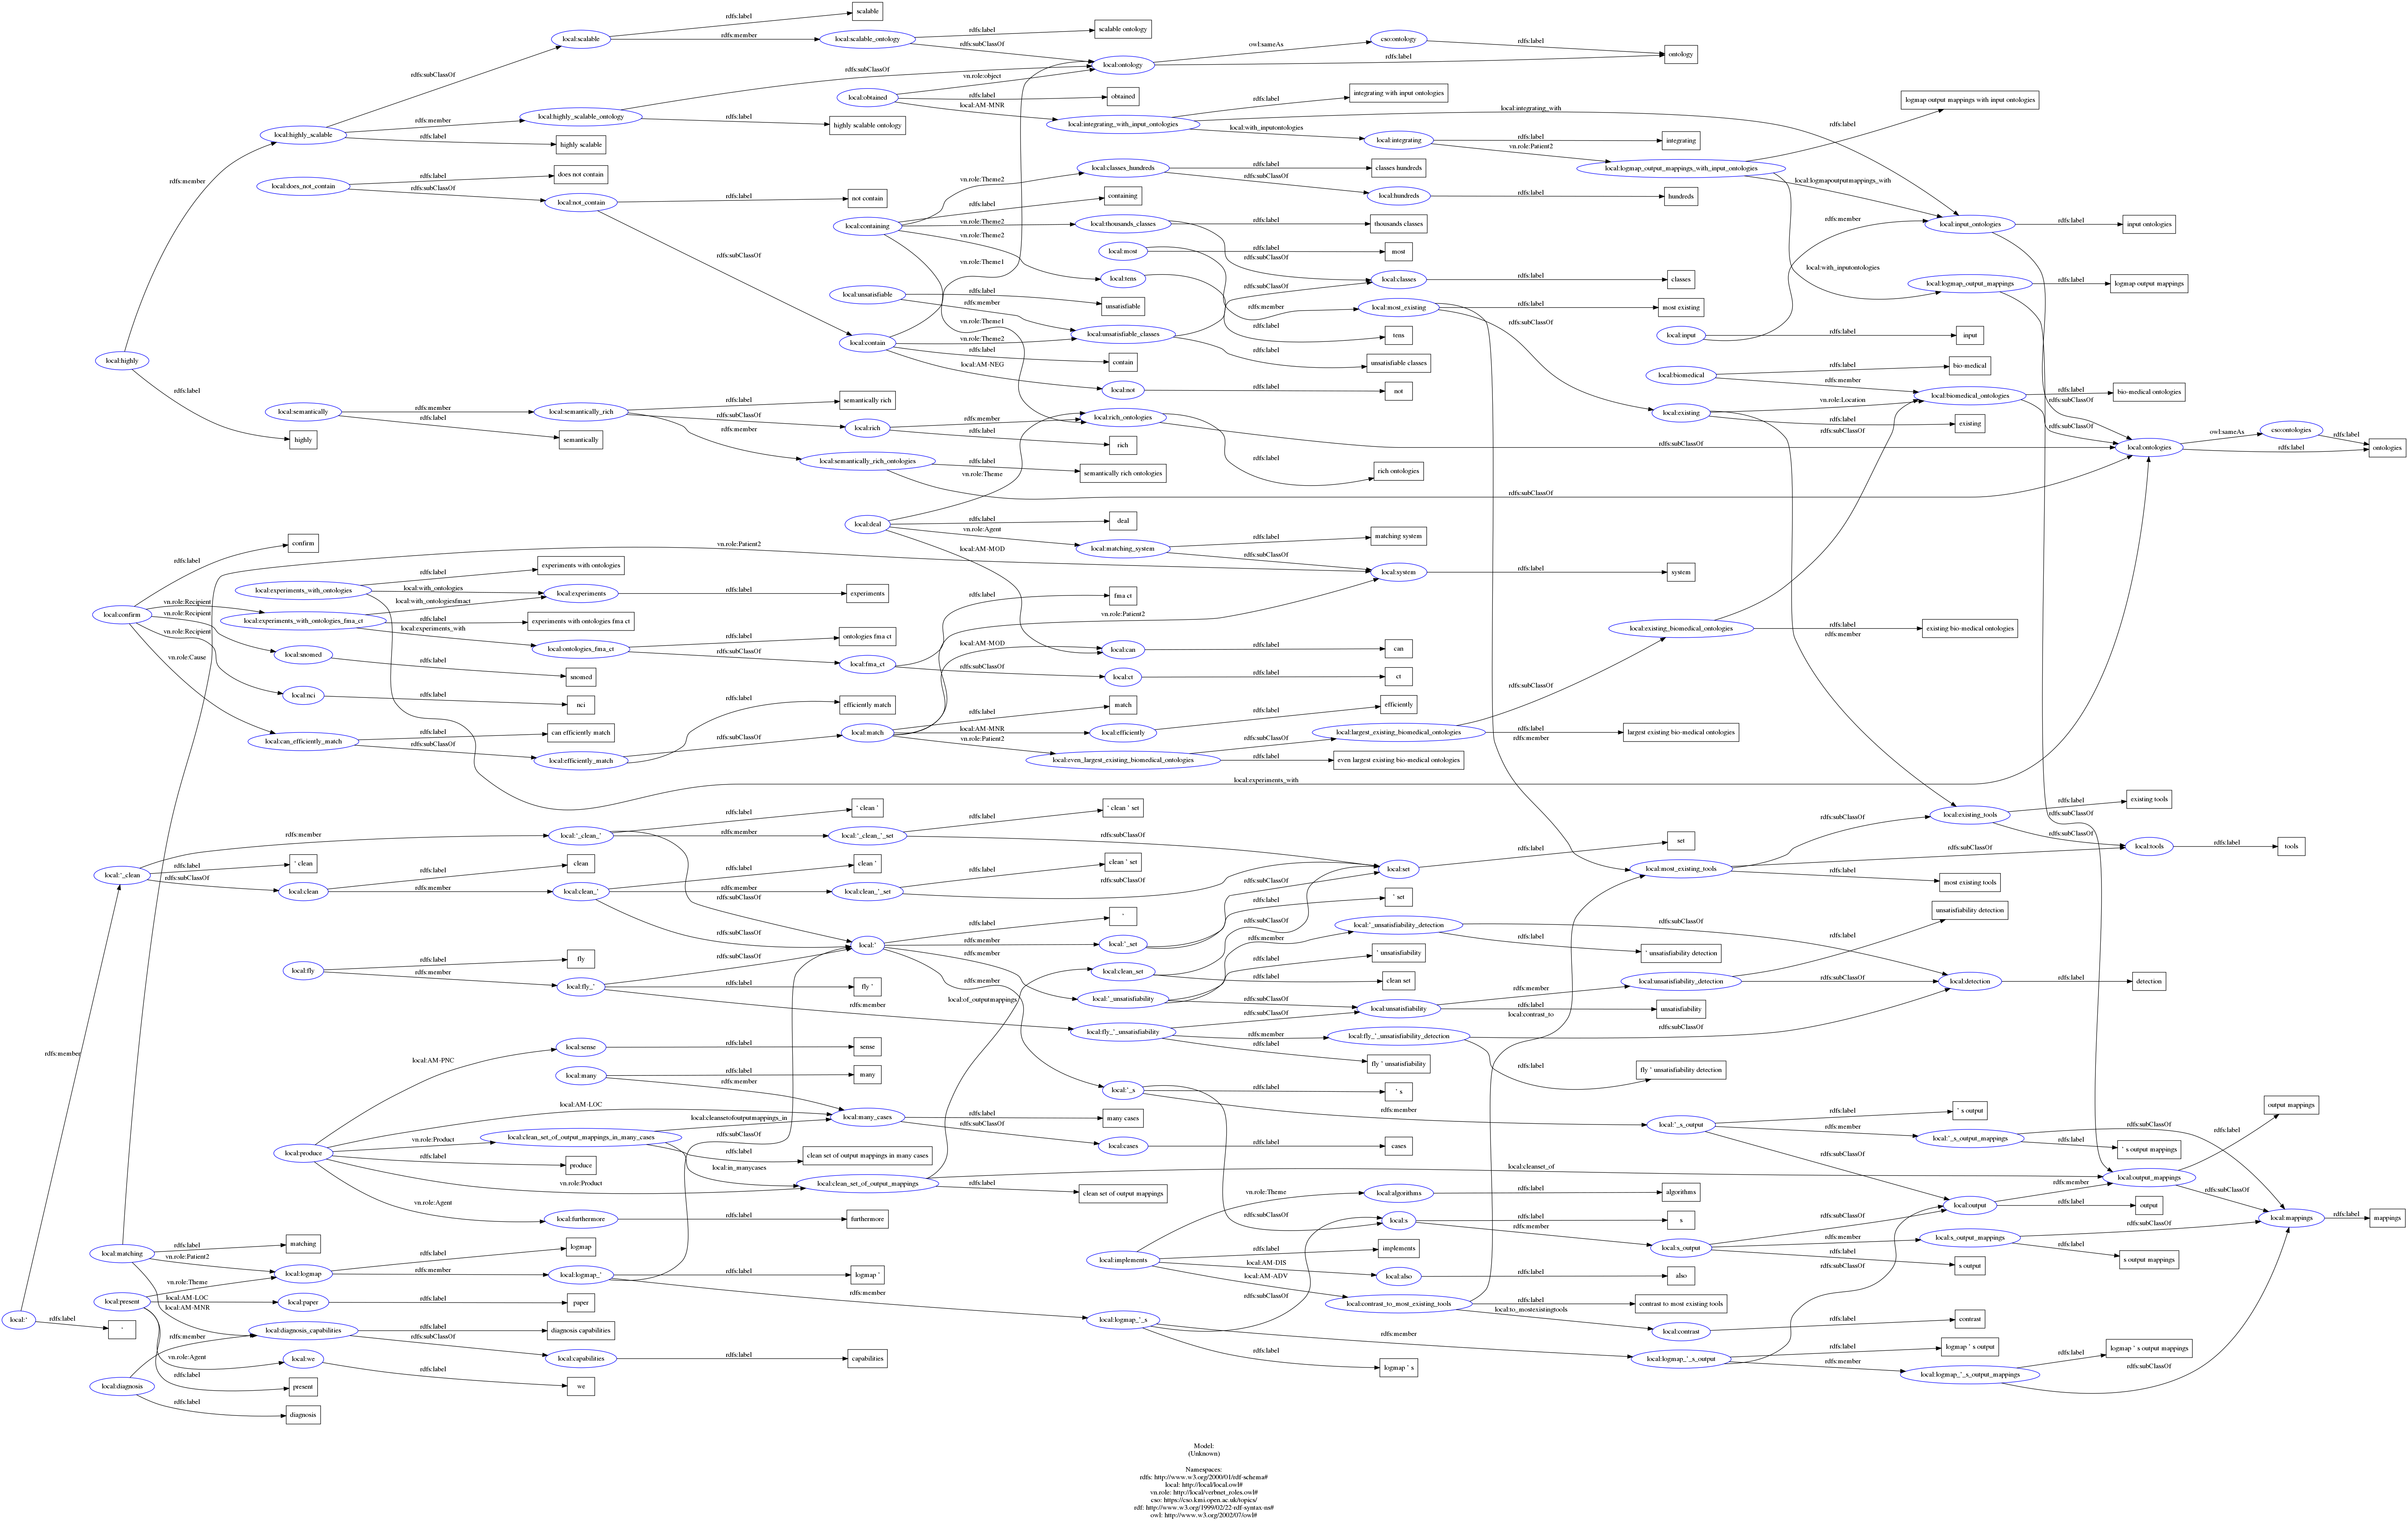 rdfs:label
scalable
local:scalable
rdfs:member
local:scalable_ontology
rdfs:label
scalable ontology
rdfs:subClassOf
owl:sameAs
cso:ontology
rdfs:label
ontology
rdfs:subClassOf
rdfs:subClassOf
local:ontology
rdfs:label
vn.role:object
local:obtained
rdfs:label
obtained
local:AM-MNR
integrating with input ontologies
rdfs:label
logmap output mappings with input ontologies
local:highly_scalable
rdfs:member
local:highly_scalable_ontology
rdfs:label
highly scalable ontology
rdfs:label
highly scalable
local:integrating_with_input_ontologies
local:integrating_with
local:with_inputontologies
local:integrating
rdfs:label
integrating
vn.role:Patient2
rdfs:label
local:logmap_output_mappings_with_input_ontologies
local:logmapoutputmappings_with
rdfs:member
local:does_not_contain
rdfs:label
does not contain
rdfs:subClassOf
local:not_contain
rdfs:label
not contain
local:classes_hundreds
rdfs:label
classes hundreds
rdfs:subClassOf
local:hundreds
rdfs:label
hundreds
vn.role:Theme2
rdfs:label
containing
local:containing
vn.role:Theme2
local:thousands_classes
rdfs:label
thousands classes
vn.role:Theme2
rdfs:member
local:input_ontologies
rdfs:label
input ontologies
local:most
rdfs:label
most
rdfs:subClassOf
rdfs:subClassOf
vn.role:Theme1
local:tens
local:classes
rdfs:label
classes
local:with_inputontologies
local:logmap_output_mappings
rdfs:label
logmap output mappings
rdfs:subClassOf
local:unsatisfiable
rdfs:label
unsatisfiable
rdfs:member
rdfs:member
local:most_existing
rdfs:label
most existing
vn.role:Theme1
rdfs:subClassOf
local:unsatisfiable_classes
rdfs:label
tens
local:input
rdfs:label
input
local:contain
vn.role:Theme2
rdfs:label
contain
rdfs:label
unsatisfiable classes
local:AM-NEG
local:not
rdfs:label
not
local:highly
rdfs:label
highly
local:biomedical
rdfs:label
bio-medical
rdfs:member
local:biomedical_ontologies
rdfs:label
bio-medical ontologies
rdfs:subClassOf
local:semantically
rdfs:member
rdfs:label
semantically
local:semantically_rich
rdfs:label
semantically rich
rdfs:subClassOf
local:rich
rdfs:member
rdfs:label
rich
local:rich_ontologies
local:existing
vn.role:Location
rdfs:label
existing
rdfs:subClassOf
rdfs:subClassOf
rdfs:member
local:semantically_rich_ontologies
rdfs:label
semantically rich ontologies
vn.role:Theme
rdfs:subClassOf
rdfs:label
rich ontologies
local:ontologies
owl:sameAs
cso:ontologies
rdfs:label
rdfs:label
ontologies
rdfs:subClassOf
local:deal
rdfs:label
deal
vn.role:Agent
local:matching_system
rdfs:label
matching system
rdfs:subClassOf
local:AM-MOD
confirm
rdfs:label
vn.role:Patient2
local:system
rdfs:label
system
local:experiments_with_ontologies
rdfs:label
experiments with ontologies
local:with_ontologies
local:experiments
rdfs:label
experiments
local:with_ontologiesfmact
rdfs:label
fma ct
local:confirm
vn.role:Recipient
vn.role:Recipient
vn.role:Recipient
local:experiments_with_ontologies_fma_ct
rdfs:label
experiments with ontologies fma ct
local:experiments_with
vn.role:Patient2
vn.role:Cause
local:snomed
rdfs:label
snomed
local:ontologies_fma_ct
rdfs:label
ontologies fma ct
rdfs:subClassOf
local:fma_ct
rdfs:subClassOf
local:AM-MOD
local:can
rdfs:label
can
local:ct
rdfs:label
ct
local:existing_biomedical_ontologies
rdfs:label
existing bio-medical ontologies
rdfs:member
rdfs:subClassOf
local:nci
rdfs:label
nci
rdfs:label
efficiently match
rdfs:label
match
rdfs:label
efficiently
local:can_efficiently_match
rdfs:label
can efficiently match
rdfs:subClassOf
local:efficiently_match
rdfs:subClassOf
local:match
local:AM-MNR
local:efficiently
vn.role:Patient2
local:even_largest_existing_biomedical_ontologies
rdfs:subClassOf
local:largest_existing_biomedical_ontologies
rdfs:label
largest existing bio-medical ontologies
rdfs:member
rdfs:label
even largest existing bio-medical ontologies
local:experiments_with
rdfs:label
‘ clean ’
rdfs:label
‘ clean ’ set
local:existing_tools
rdfs:label
existing tools
rdfs:subClassOf
rdfs:subClassOf
rdfs:subClassOf
rdfs:member
local:‘_clean_’
rdfs:member
local:‘_clean_’_set
rdfs:subClassOf
rdfs:label
set
local:tools
rdfs:label
tools
local:‘_clean
rdfs:label
‘ clean
rdfs:subClassOf
local:clean
rdfs:label
clean
rdfs:member
local:clean_’
rdfs:label
clean ’
rdfs:member
local:clean_’_set
rdfs:label
clean ’ set
rdfs:subClassOf
rdfs:subClassOf
local:set
local:most_existing_tools
rdfs:subClassOf
rdfs:label
most existing tools
rdfs:subClassOf
rdfs:subClassOf
local:’
rdfs:label
’
rdfs:member
local:’_set
rdfs:label
’ set
rdfs:subClassOf
rdfs:member
local:’_unsatisfiability_detection
rdfs:subClassOf
unsatisfiability detection
rdfs:label
’ unsatisfiability detection
local:fly
rdfs:label
fly
rdfs:member
local:fly_’
rdfs:subClassOf
rdfs:label
fly ’
rdfs:member
rdfs:member
rdfs:member
local:of_outputmappings
local:clean_set
rdfs:label
’ unsatisfiability
rdfs:label
clean set
local:’_unsatisfiability
rdfs:subClassOf
local:unsatisfiability
rdfs:member
rdfs:label
unsatisfiability
local:contrast_to
local:unsatisfiability_detection
rdfs:label
rdfs:subClassOf
local:detection
rdfs:label
detection
local:fly_’_unsatisfiability
rdfs:subClassOf
rdfs:member
rdfs:label
fly ’ unsatisfiability
local:fly_’_unsatisfiability_detection
rdfs:subClassOf
rdfs:label
fly ’ unsatisfiability detection
rdfs:member
local:AM-PNC
local:sense
rdfs:label
sense
local:many
rdfs:label
many
rdfs:member
local:’_s
rdfs:label
’ s
rdfs:member
local:AM-LOC
local:cleansetofoutputmappings_in
local:many_cases
rdfs:label
many cases
rdfs:subClassOf
local:cases
rdfs:label
cases
local:’_s_output
rdfs:label
’ s output
rdfs:member
local:’_s_output_mappings
rdfs:subClassOf
rdfs:label
’ s output mappings
output mappings
rdfs:label
local:produce
vn.role:Product
local:clean_set_of_output_mappings_in_many_cases
rdfs:label
clean set of output mappings in many cases
rdfs:subClassOf
rdfs:label
produce
vn.role:Product
local:in_manycases
local:clean_set_of_output_mappings
rdfs:label
clean set of output mappings
local:cleanset_of
rdfs:subClassOf
local:output_mappings
rdfs:subClassOf
vn.role:Agent
local:furthermore
rdfs:label
furthermore
vn.role:Theme
local:algorithms
rdfs:label
algorithms
rdfs:subClassOf
local:s
rdfs:label
s
rdfs:member
rdfs:subClassOf
local:output
rdfs:member
rdfs:label
output
local:mappings
rdfs:label
mappings
local:matching
rdfs:label
matching
vn.role:Patient2
local:logmap
rdfs:label
logmap
rdfs:member
local:logmap_’
rdfs:label
logmap ’
rdfs:member
local:implements
rdfs:label
implements
local:AM-DIS
local:also
rdfs:label
also
local:AM-ADV
local:s_output
rdfs:member
rdfs:label
s output
local:s_output_mappings
rdfs:subClassOf
rdfs:label
s output mappings
rdfs:subClassOf
vn.role:Theme
local:present
local:AM-LOC
local:AM-MNR
local:paper
rdfs:label
paper
rdfs:subClassOf
local:contrast_to_most_existing_tools
rdfs:label
contrast to most existing tools
local:to_mostexistingtools
local:contrast
rdfs:label
contrast
local:‘
rdfs:label
‘
rdfs:member
local:diagnosis_capabilities
rdfs:label
diagnosis capabilities
rdfs:subClassOf
local:capabilities
rdfs:label
capabilities
local:logmap_’_s
rdfs:member
rdfs:label
logmap ’ s
local:logmap_’_s_output
rdfs:label
logmap ’ s output
rdfs:member
local:logmap_’_s_output_mappings
rdfs:label
logmap ’ s output mappings
rdfs:subClassOf
vn.role:Agent
local:we
rdfs:label
we
rdfs:label
present
local:diagnosis
rdfs:label
diagnosis
Model:
(Unknown)
Namespaces:
rdfs: http://www.w3.org/2000/01/rdf-schema#
local: http://local/local.owl#
vn.role: http://local/verbnet_roles.owl#
cso: https://cso.kmi.open.ac.uk/topics/
rdf: http://www.w3.org/1999/02/22-rdf-syntax-ns#
owl: http://www.w3.org/2002/07/owl#